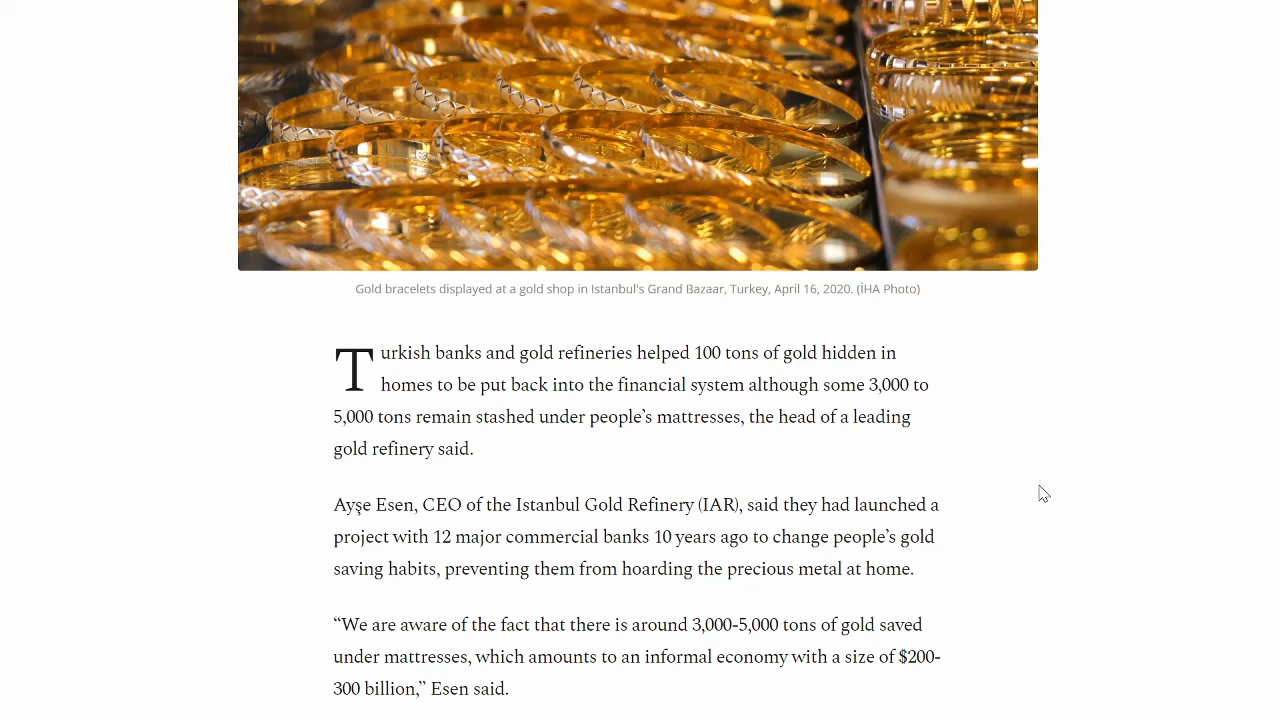 Gold bracelets displayed at a gold shop in Istanbul's Grand Bazaar, Turkey, April 16, 2020. (İHA Photo)
Turkish banks and gold refineries helped 100 tons of gold hidden in
homes to be put back into the financial system although some 3,000 to
5,000 tons remain stashed under people’s mattresses, the head of a leading
gold refinery said.
Ayşe Esen, CEO of the Istanbul Gold Refinery (IAR), said they had launched a
project with 12 major commercial banks 10 years ago to change people’s gold
saving habits, preventing them from hoarding the precious metal at home.
“We are aware of the fact that there is around 3,000-5,000 tons of gold saved
under mattresses, which amounts to an informal economy with a size of $200-
300 billion,” Esen said.